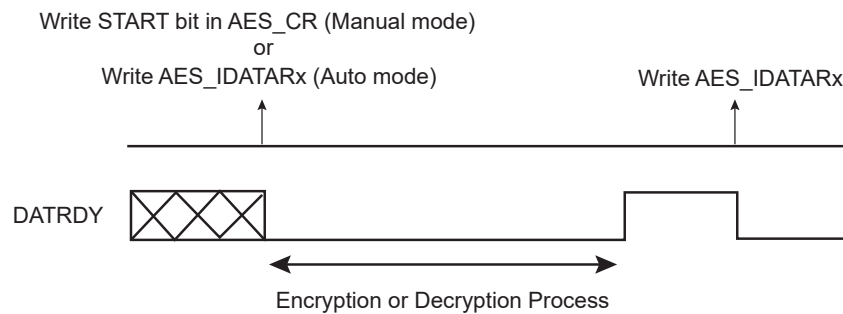 Write START bit in AES_CR (Manual mode)
or
Write AES_IDATARx (Auto mode)
Write AES_IDATARx
DATRDY
Encryption or Decryption Process